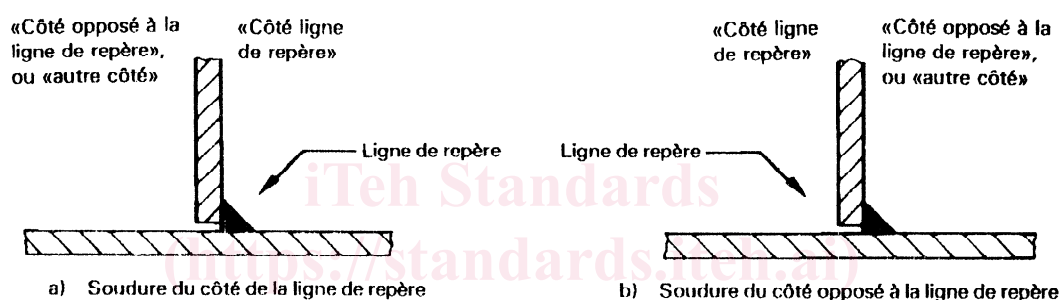 «Côté opposé à la
ligne de repère»,
ou «autre côté»
«Côté ligne
de repère»
Ligne de repère
a) Soudure du côté de la ligne de repère
«Côté ligne
de repère»
«Côté opposé à la
ligne de repère»,
ou «autre côté»
Ligne de repère
b) Soudure du côté opposé à la ligne de repère
iTeh Standards
(https://standards.iteh.ai)